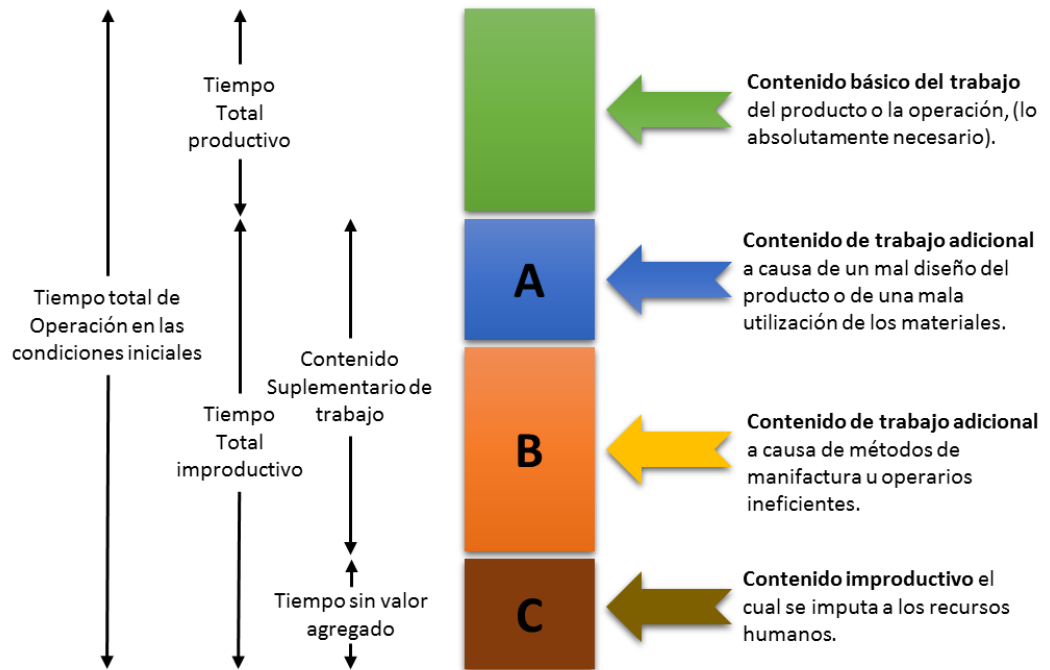 Tiempo
Total
productivo
Contenido básico del trabajo
del producto o la operación, (lo
absolutamente necesario).
Tiempo total de
Operación en las
condiciones iniciales
Contenido
Suplementario de
trabajo
Tiempo
Total
improductivo
A
Contenido de trabajo adicional
a causa de un mal diseño del
producto o de una mala
utilización de los materiales.
B
Contenido de trabajo adicional
a causa de métodos de
manifactura u operarios
ineficientes.
Tiempo sin valor
agregado
C
Contenido improductivo el
cual se imputa a los recursos
humanos.